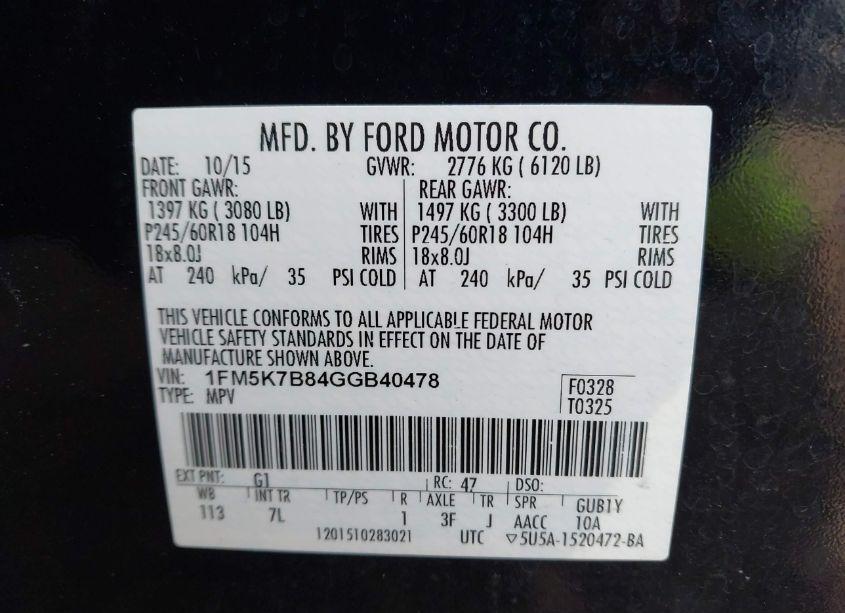 MFD. BY FORD MOTOR CO.
DATE: 10/15 GVWR: 2776 KG ( 6120 LB)
FRONT GAWR: REAR GAWR:
1397 KG ( 3080 LB) WITH 1497 KG ( 3300 LB) WITH
P245/60R18 104H TIRES P245/60R18 104H TIRES
18x8.0J RIMS 18x8.0J RIMS
AT 240 kPa/ 35 PSI COLD AT 240 kPa/ 35 PSI COLD
THIS VEHICLE CONFORMS TO ALL APPLICABLE FEDERAL MOTOR
VEHICLE SAFETY STANDARDS IN EFFECT ON THE DATE OF
MANUFACTURE SHOWN ABOVE.
VIN: 1FM5K7B84GGB40478 F0328
TYPE: MPV T0325
EXT PNT: G1 RC: 47 DSO:
WB INT TR TP/PS R AXLE TR SPR GUB1Y
113 7L 1 3F J AACC 10A
1201510283021 UTC ▽5U5A-1520472-BA